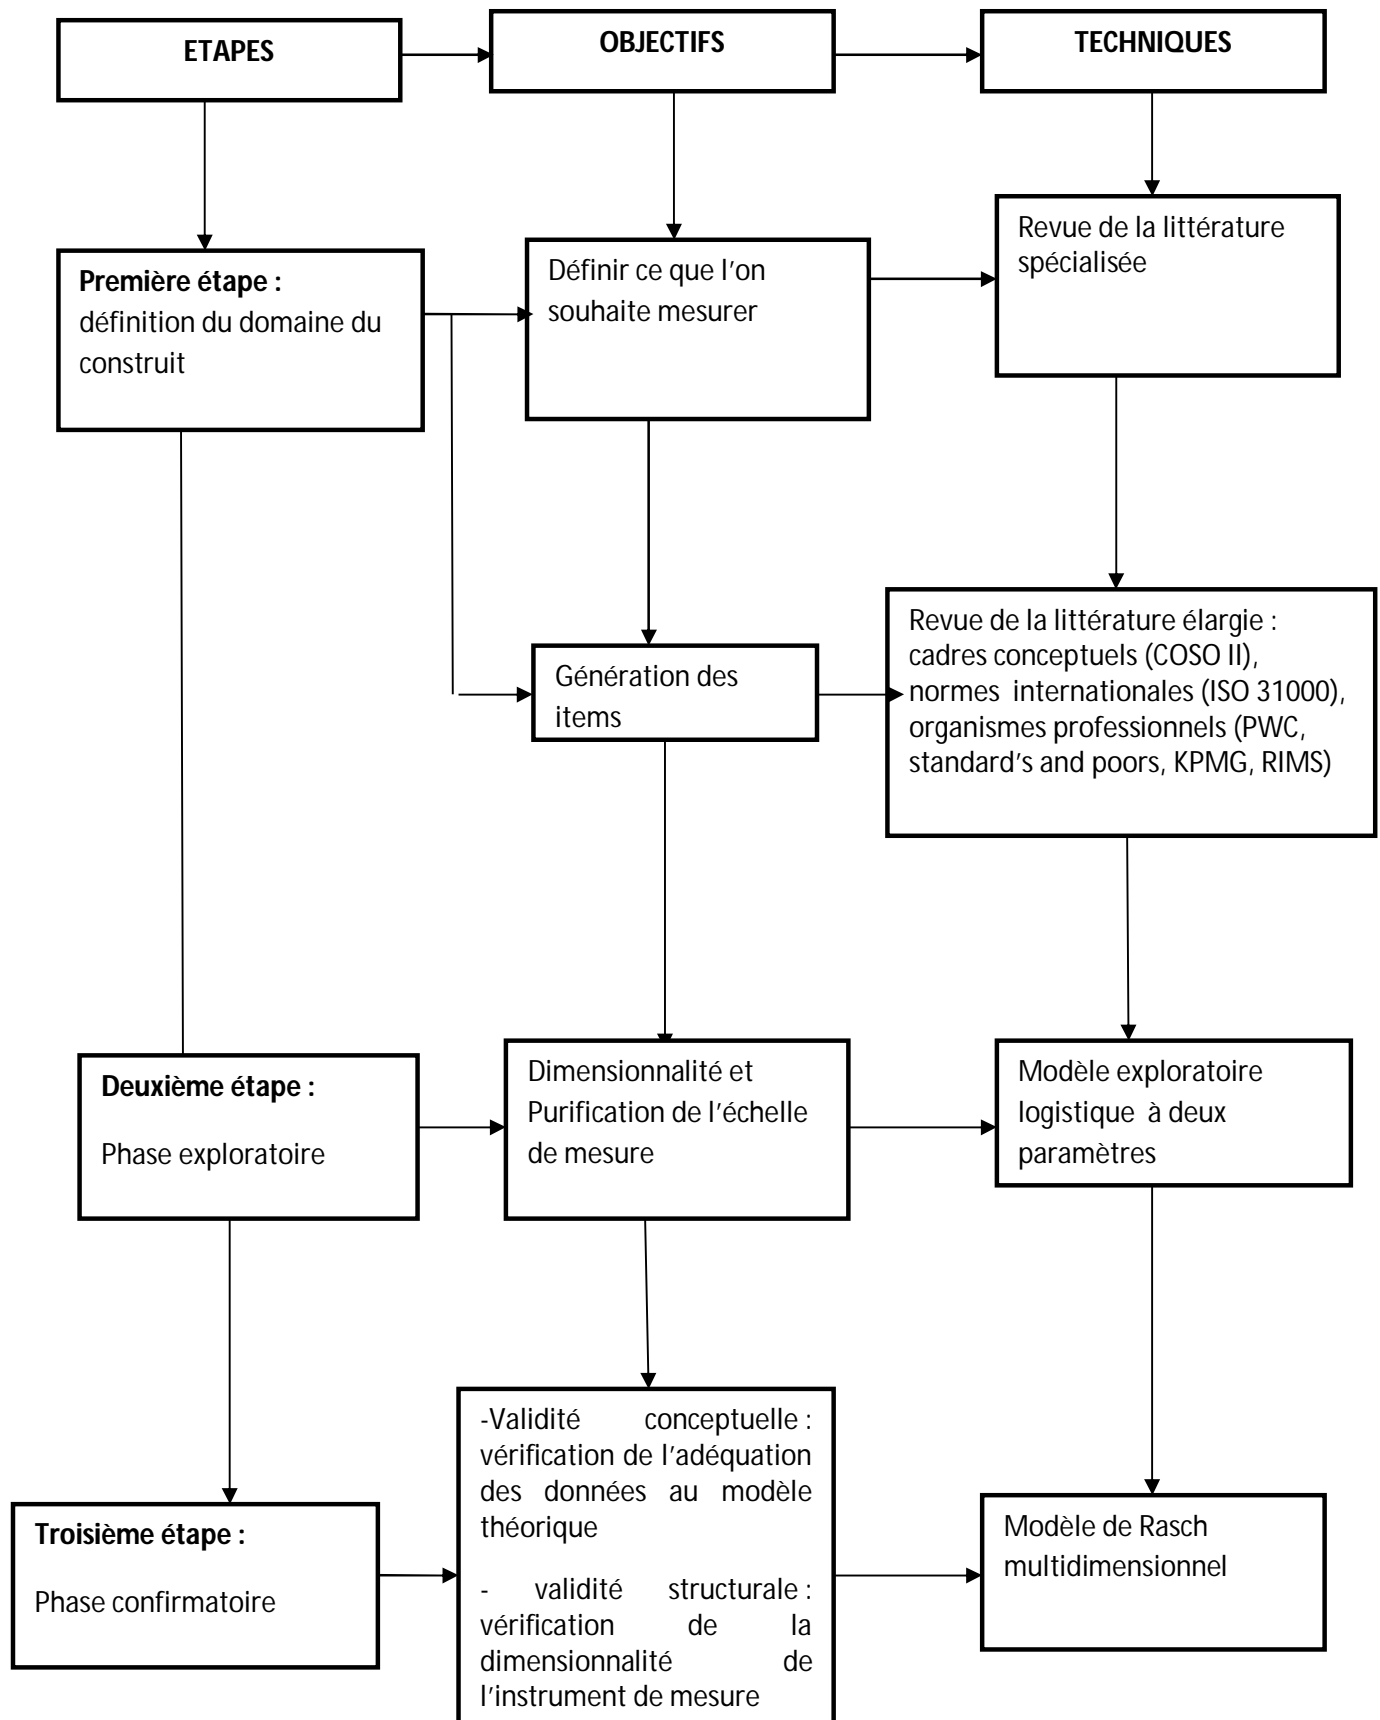 ETAPES
OBJECTIFS
TECHNIQUES
Première étape :
définition du domaine du
construit
Définir ce que l’on
souhaite mesurer
Revue de la littérature
spécialisée
Génération des
items
Revue de la littérature élargie :
cadres conceptuels (COSO II),
normes internationales (ISO 31000),
organismes professionnels (PWC,
standard’s and poors, KPMG, RIMS)
Deuxième étape :
Phase exploratoire
Dimensionnalité et
Purification de l’échelle
de mesure
Modèle exploratoire
logistique à deux
paramètres
Troisième étape :
Phase confirmatoire
-Validité conceptuelle :
vérification de l’adéquation
des données au modèle
théorique
- validité structurale :
vérification de la
dimensionnalité de
l’instrument de mesure
Modèle de Rasch
multidimensionnel